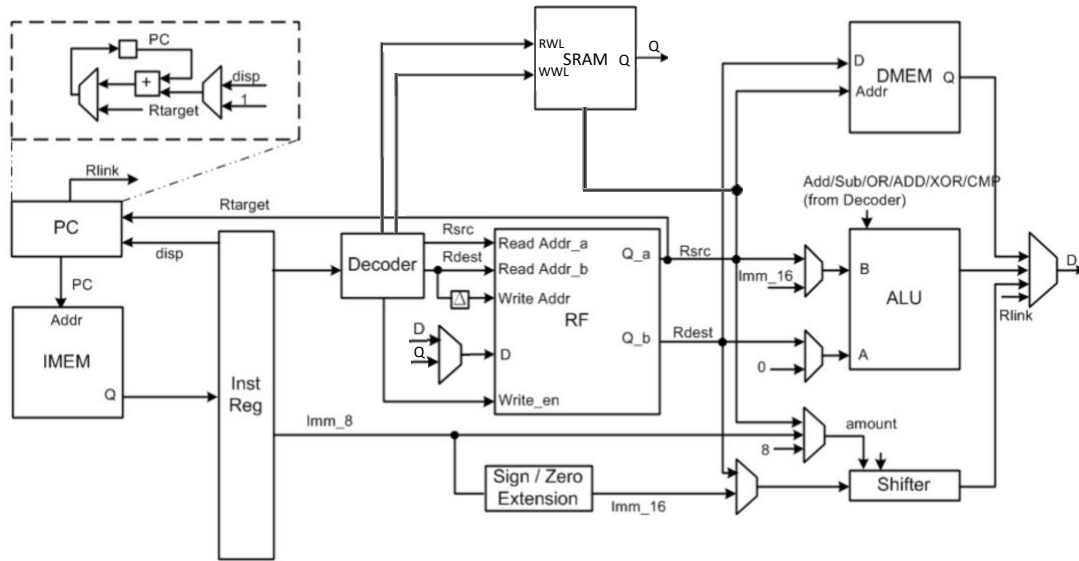 PC
disp
1
Rtarget
RWL
WWL
SRAM
Q
Q
D
DMEM
Q
Addr
Rlink
PC
Rtarget
disp
PC
Addr
IMEM
Q
Inst
Reg
Decoder
Rsrc
Rdest
Δ
Read Addr_a
Read Addr_b
Write Addr
RF
D
Write_en
Q_a
Q_b
D
Q
Rsrc
Rdest
Imm_16
0
Add/Sub/OR/ADD/XOR/CMP
(from Decoder)
B
ALU
A
D
Rlink
Imm_8
8
amount
Shifter
Sign / Zero
Extension
Imm_16